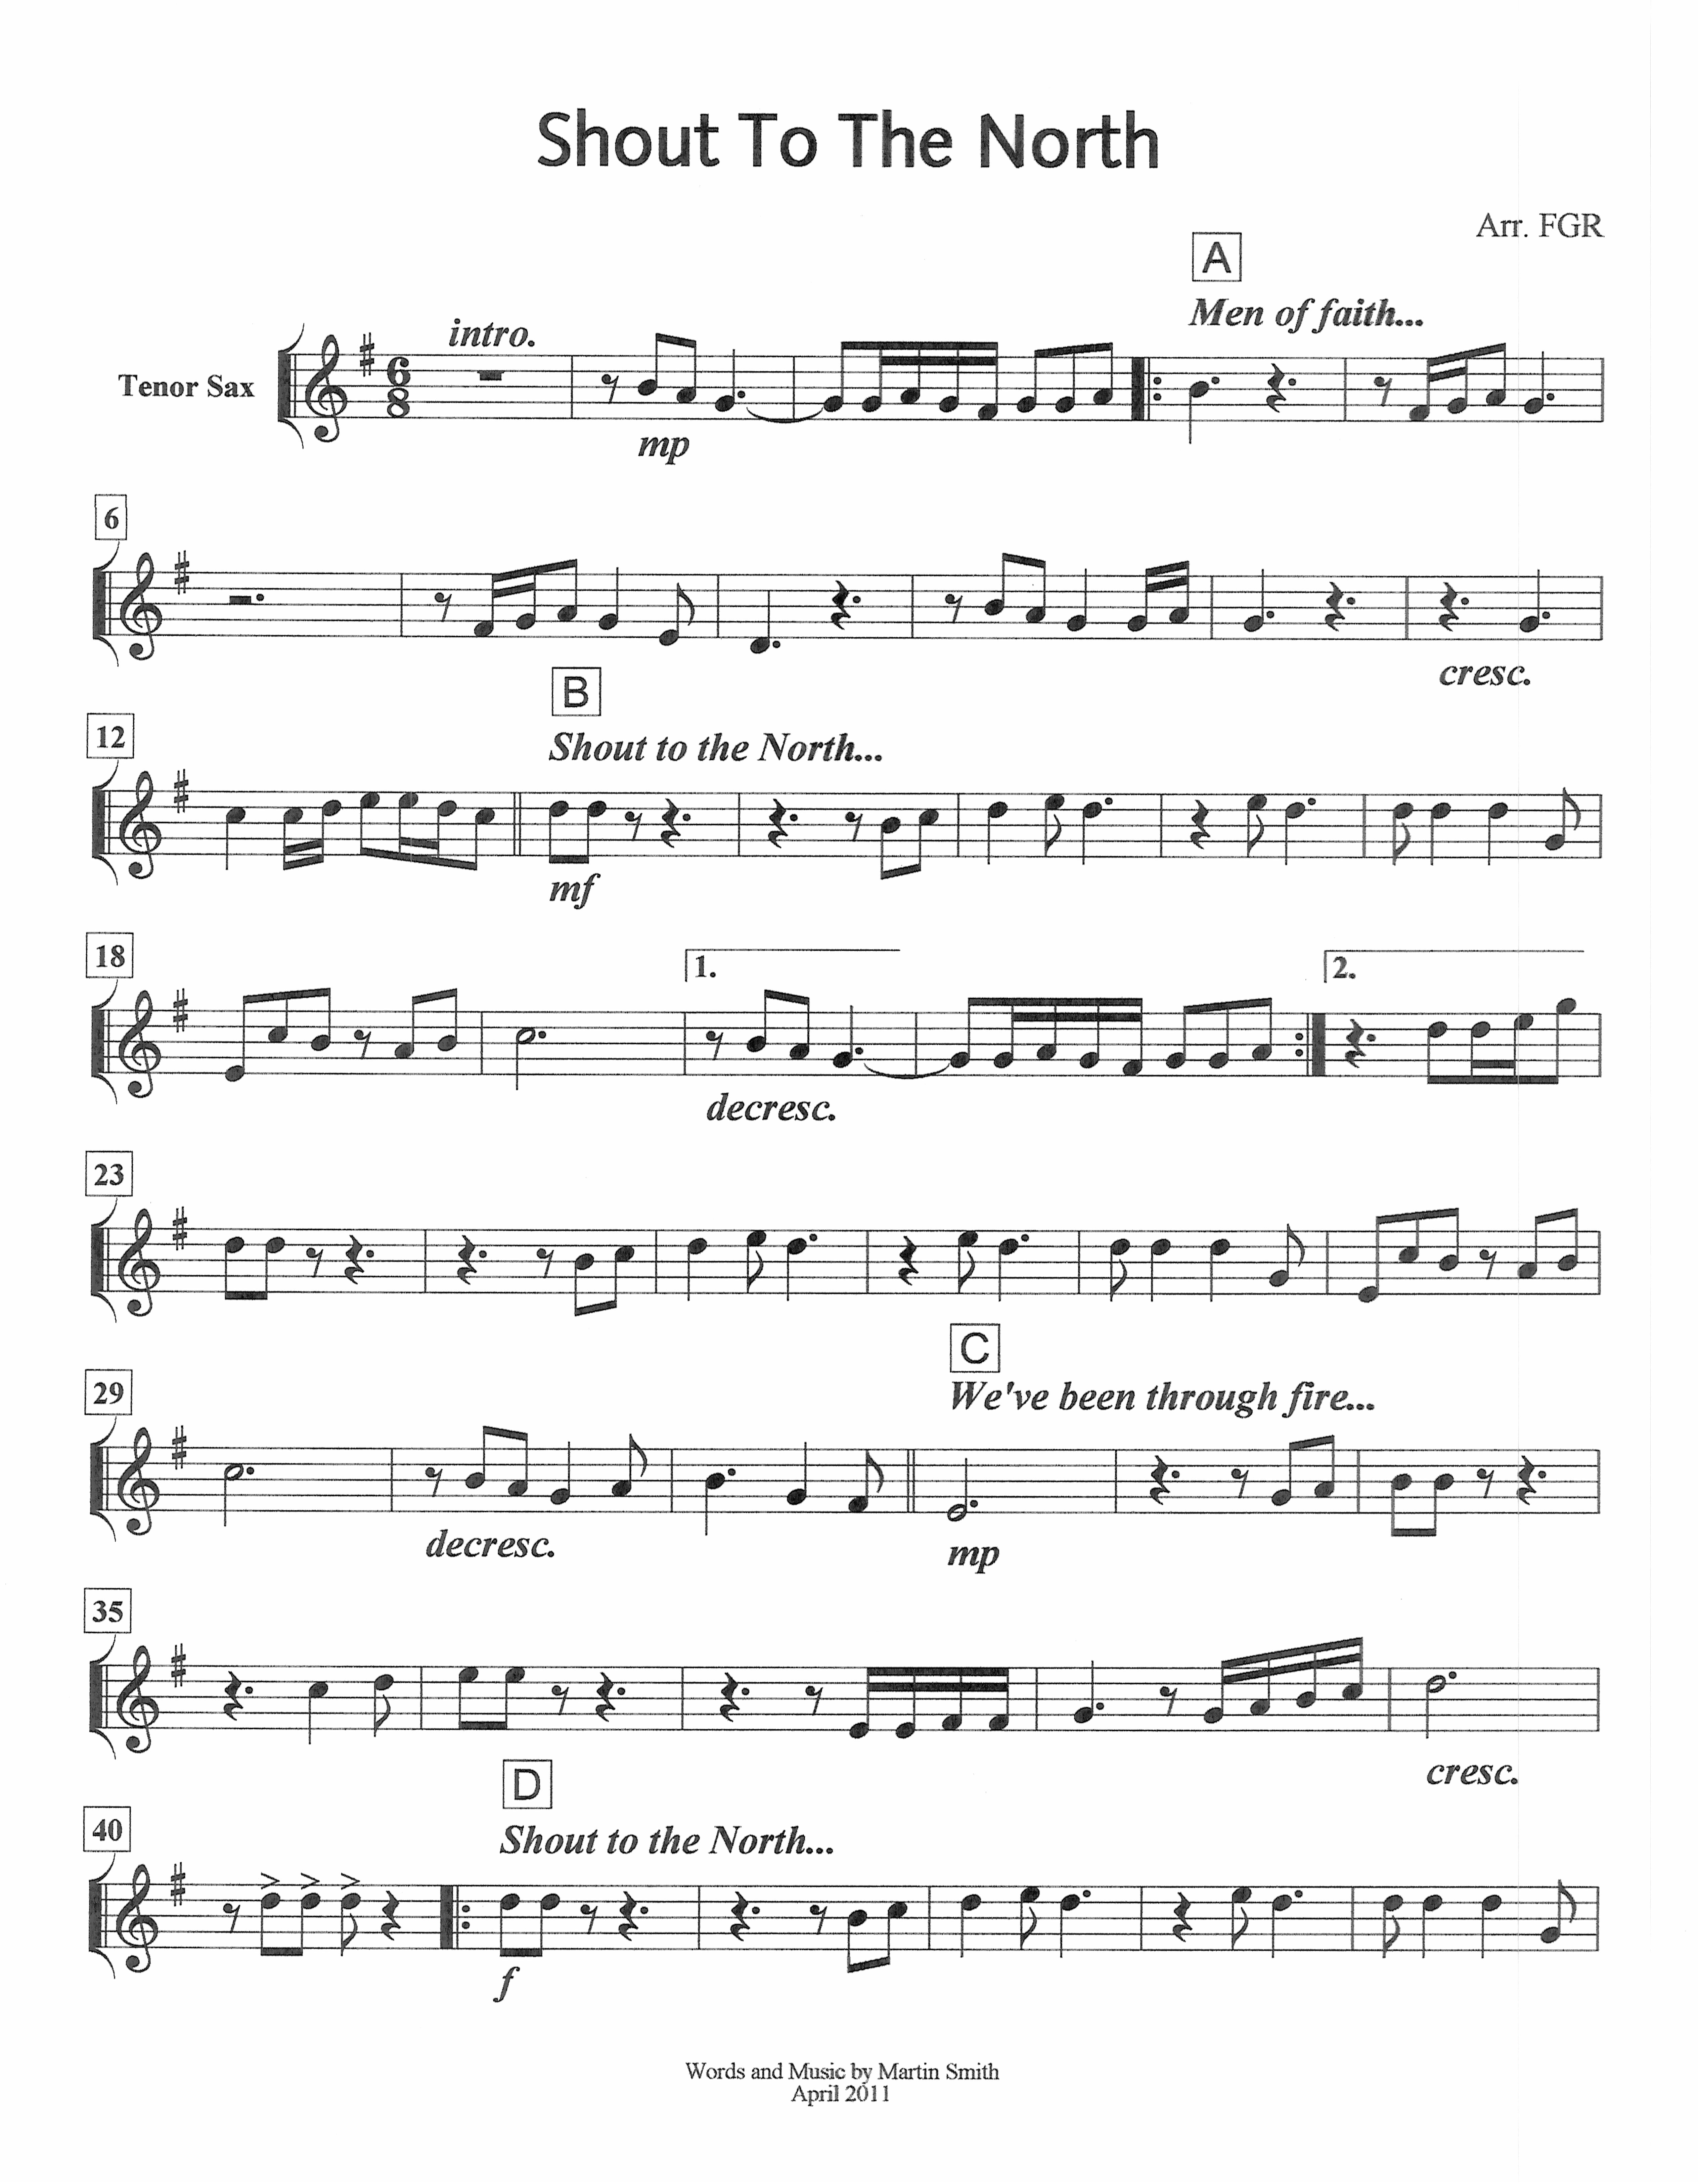 Shout To The North
Arr. FGR
A
Men of faith...
intro.
Tenor Sax
6
8
mp
6
cresc.
B
12
Shout to the North...
mf
18
1.
2.
decresc.
23
C
29
We've been through fire...
decresc.
mp
35
cresc.
D
40
Shout to the North...
f
Words and Music by Martin Smith
April 2011